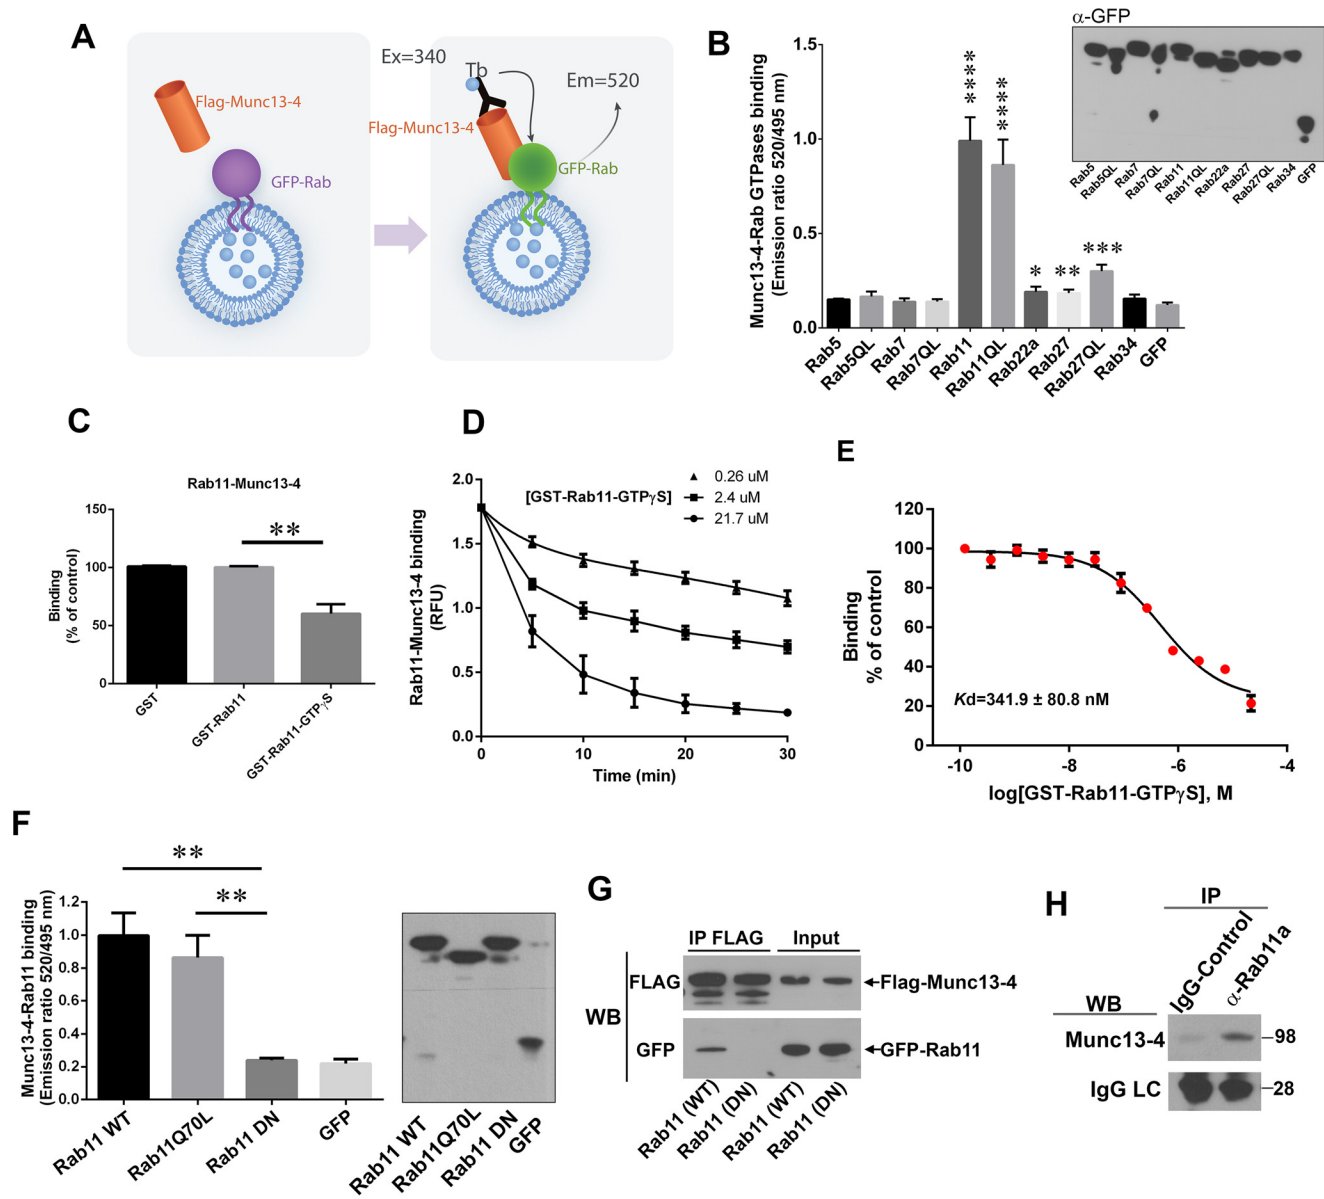 A
Flag-Munc13-4
GFP-Rab
Ex=340
Tb
Em=520
Flag-Munc13-4
GFP-Rab
B
Munc13-4-Rab GTPases binding
(Emission ratio 520/495 nm)
1.5
1.0
0.5
0.0
****
****
*
**
***
Rab5
Rab5QL
Rab7
Rab7QL
Rab11
Rab11QL
Rab22a
Rab27
Rab27QL
Rab34
GFP
α-GFP
Rab5
Rab5QL
Rab7
Rab7QL
Rab11
Rab11QL
Rab22a
Rab27
Rab27QL
Rab34
GFP
C
Rab11-Munc13-4
Binding
(% of control)
150
100
50
0
**
GST
GST-Rab11
GST-Rab11-GTPγS
D
Rab11-Munc13-4 binding
(RFU)
2.0
1.5
1.0
0.5
0.0
[GST-Rab11-GTPγS]
0.26 uM
2.4 uM
21.7 uM
0 10 20 30
Time (min)
E
Binding
% of control
120
100
80
60
40
20
0
Kd=341.9 ± 80.8 nM
-10 -8 -6 -4
log[GST-Rab11-GTPγS], M
F
Munc13-4-Rab11 binding
(Emission ratio 520/495 nm)
1.2
1.0
0.8
0.6
0.4
0.2
0.0
**
**
Rab11 WT
Rab11Q70L
Rab11 DN
GFP
Rab11 WT
Rab11Q70L
Rab11 DN
GFP
G
IP FLAG Input
WB
FLAG
Flag-Munc13-4
GFP
GFP-Rab11
Rab11 (WT)
Rab11 (DN)
Rab11 (WT)
Rab11 (DN)
H
IP
IgG-Control
α-Rab11a
WB
Munc13-4
98
IgG LC
28